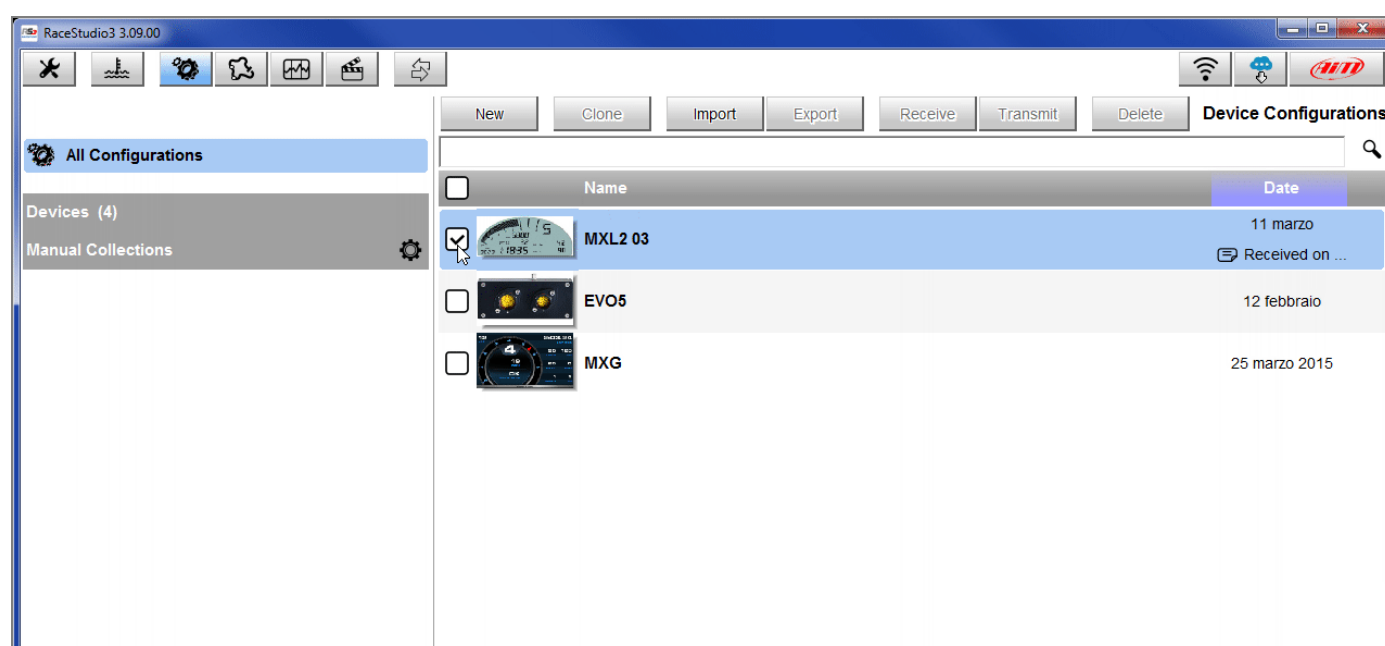 RS3 RaceStudio3 3.09.00
AiM
New Clone Import Export Receive Transmit Delete Device Configurations
All Configurations
Name Date
Devices (4)
Manual Collections
MXL2 03 11 marzo
Received on ...
EVO5 12 febbraio
MXG 25 marzo 2015